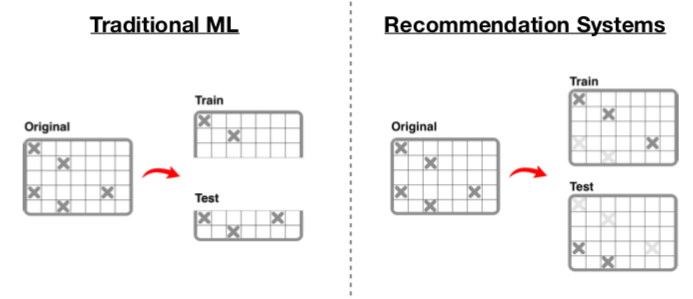 Traditional ML
Original
Train
Test
Recommendation Systems
Original
Train
Test